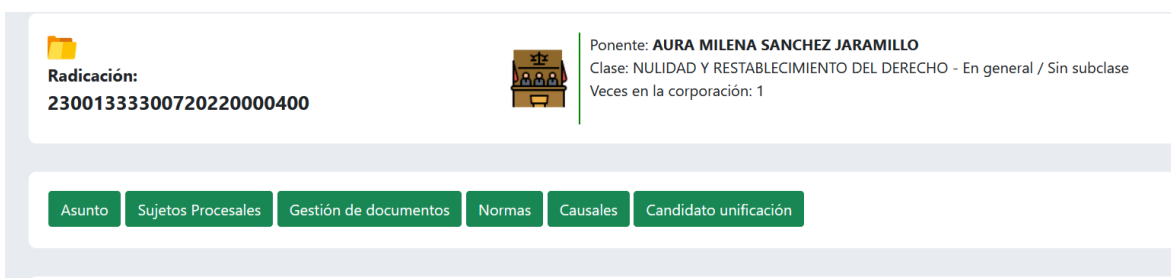 Radicación:
23001333300720220000400
Ponente: AURA MILENA SANCHEZ JARAMILLO
Clase: NULIDAD Y RESTABLECIMIENTO DEL DERECHO - En general / Sin subclase
Veces en la corporación: 1
Asunto
Sujetos Procesales
Gestión de documentos
Normas
Causales
Candidato unificación